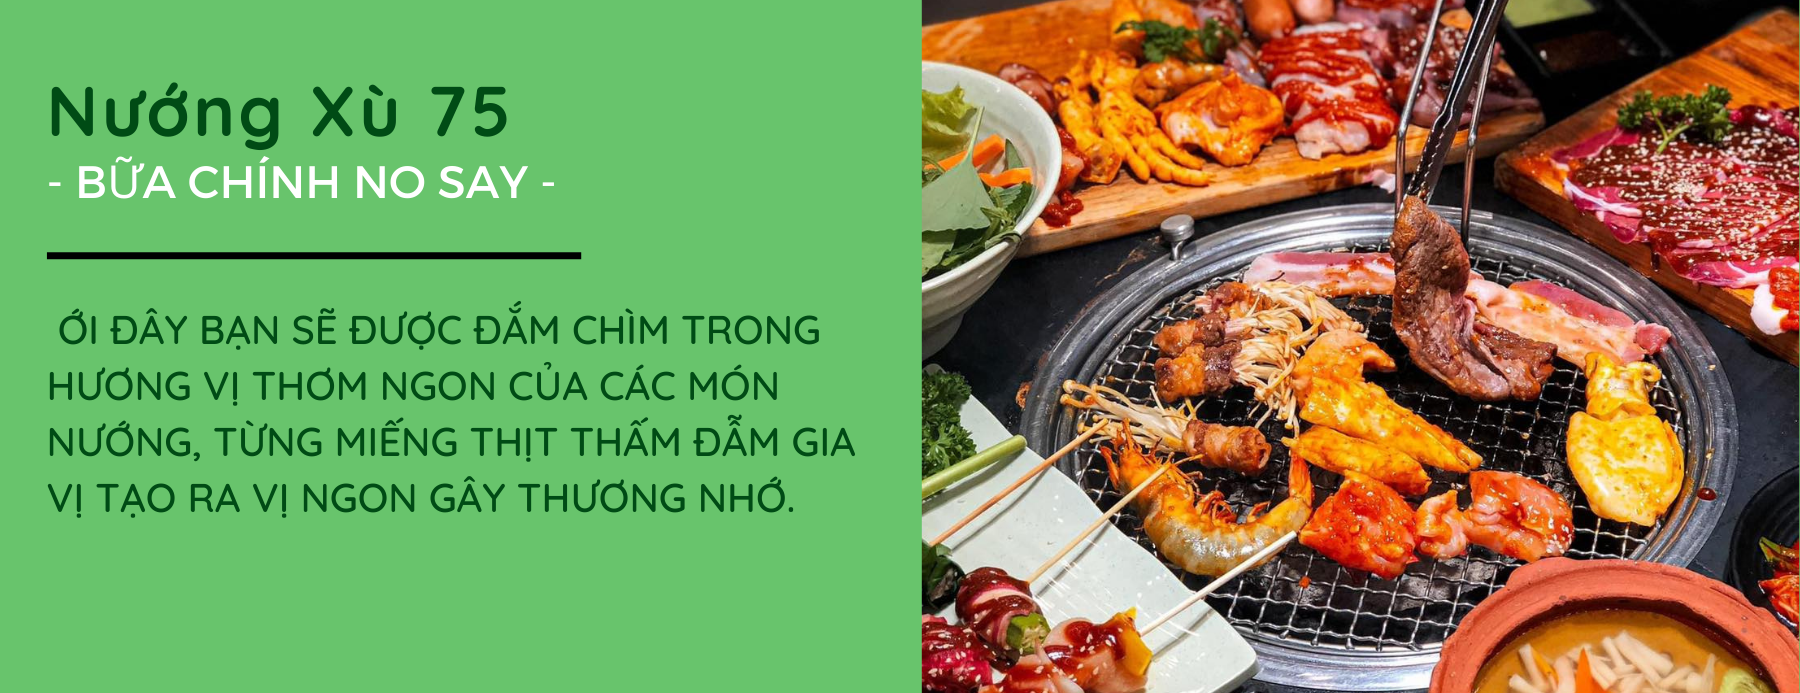 Nướng Xù 75
- BỮA CHÍNH NO SAY -
ỚI ĐÂY BẠN SẼ ĐƯỢC ĐẮM CHÌM TRONG
HƯƠNG VỊ THƠM NGON CỦA CÁC MÓN
NƯỚNG, TỪNG MIẾNG THỊT THẤM ĐẪM GIA
VỊ TẠO RA VỊ NGON GÂY THƯƠNG NHỚ.